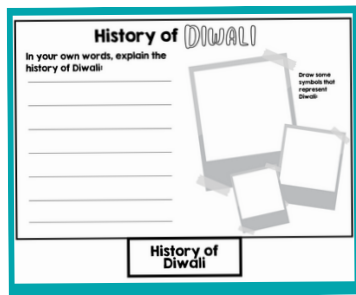 History of DIWALI
In your own words, explain the
history of Diwali:
Draw some
symbols that
represent
Diwali:
History of
Diwali